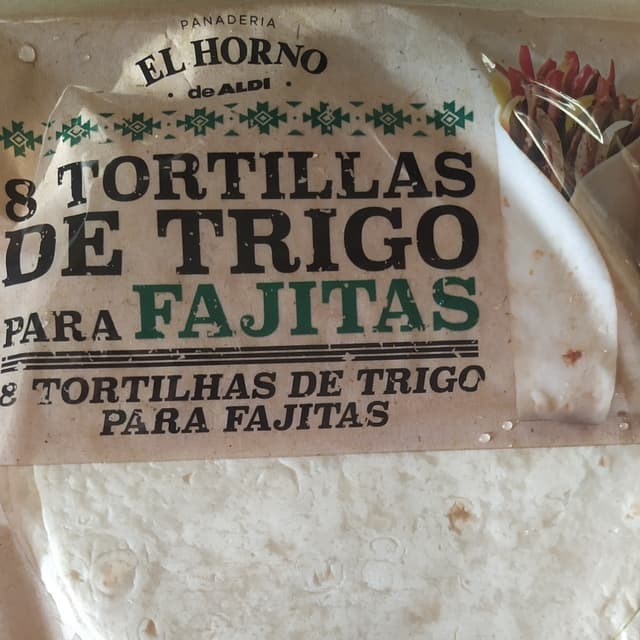 PANADERIA
EL HORNO
• de ALDI •
8 TORTILLAS
DE TRIGO
PARA FAJITAS
8 TORTILHAS DE TRIGO
PARA FAJITAS